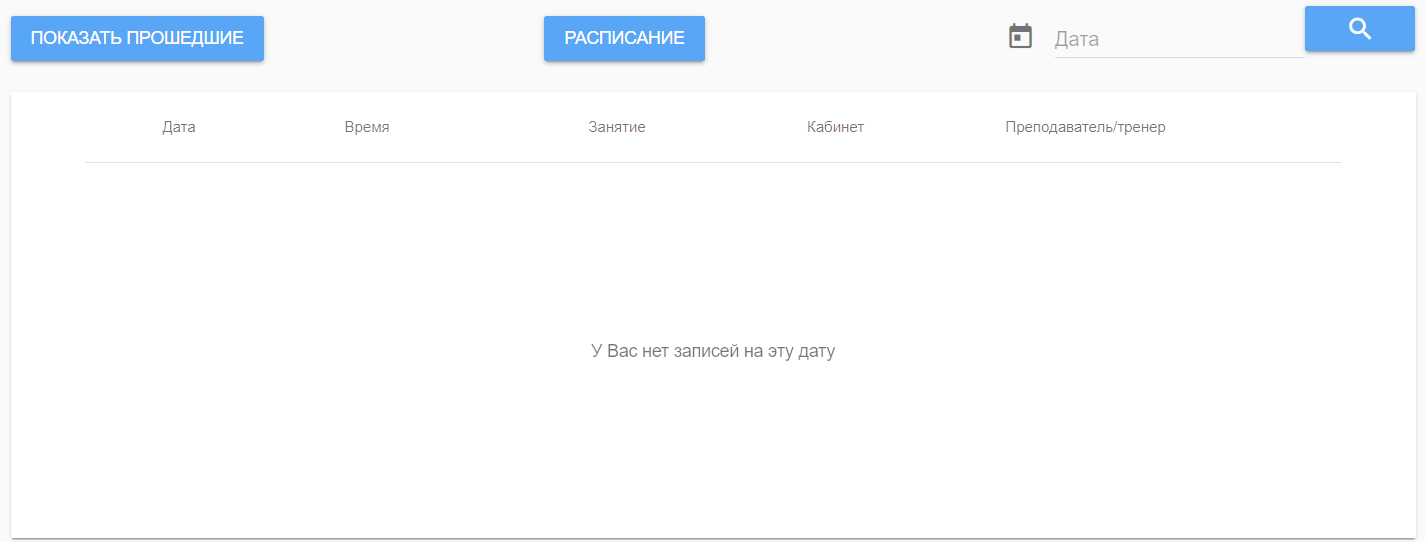 ПОКАЗАТЬ ПРОШЕДШИЕ
РАСПИСАНИЕ
Дата
Дата Время Занятие Кабинет Преподаватель/тренер
У Вас нет записей на эту дату